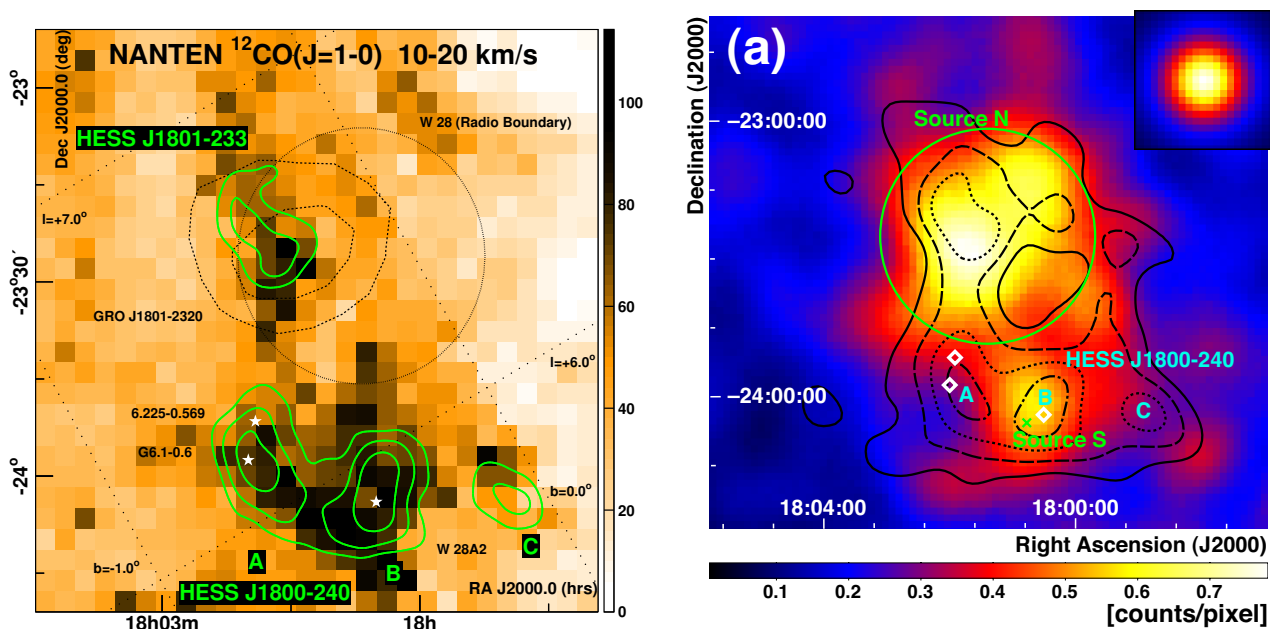 NANTEN ¹²CO(J=1-0) 10-20 km/s
-23°
Dec J2000.0 (deg)
HESS J1801-233
W 28 (Radio Boundary)
l=+7.0°
-23°30´
GRO J1801-2320
l=+6.0°
6.225-0.569
G6.1-0.6
-24°
b=0.0°
W 28A2
A
B
C
b=-1.0°
HESS J1800-240
RA J2000.0 (hrs)
18h03m
18h
100
80
60
40
20
0
(a)
Declination (J2000)
−23:00:00
Source N
HESS J1800-240
−24:00:00
A
B
C
Source S
18:04:00
18:00:00
Right Ascension (J2000)
0.1 0.2 0.3 0.4 0.5 0.6 0.7
[counts/pixel]